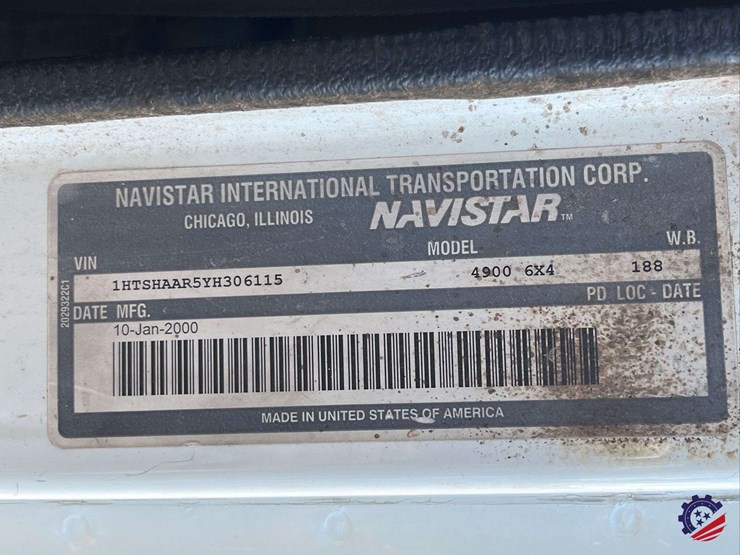 NAVISTAR INTERNATIONAL TRANSPORTATION CORP.
CHICAGO, ILLINOIS NAVISTAR TM
VIN MODEL W.B.
1HTSHAAR5YH306115 4900 6X4 188
DATE MFG. PD LOC - DATE
10-Jan-2000
MADE IN UNITED STATES OF AMERICA
2029322C1